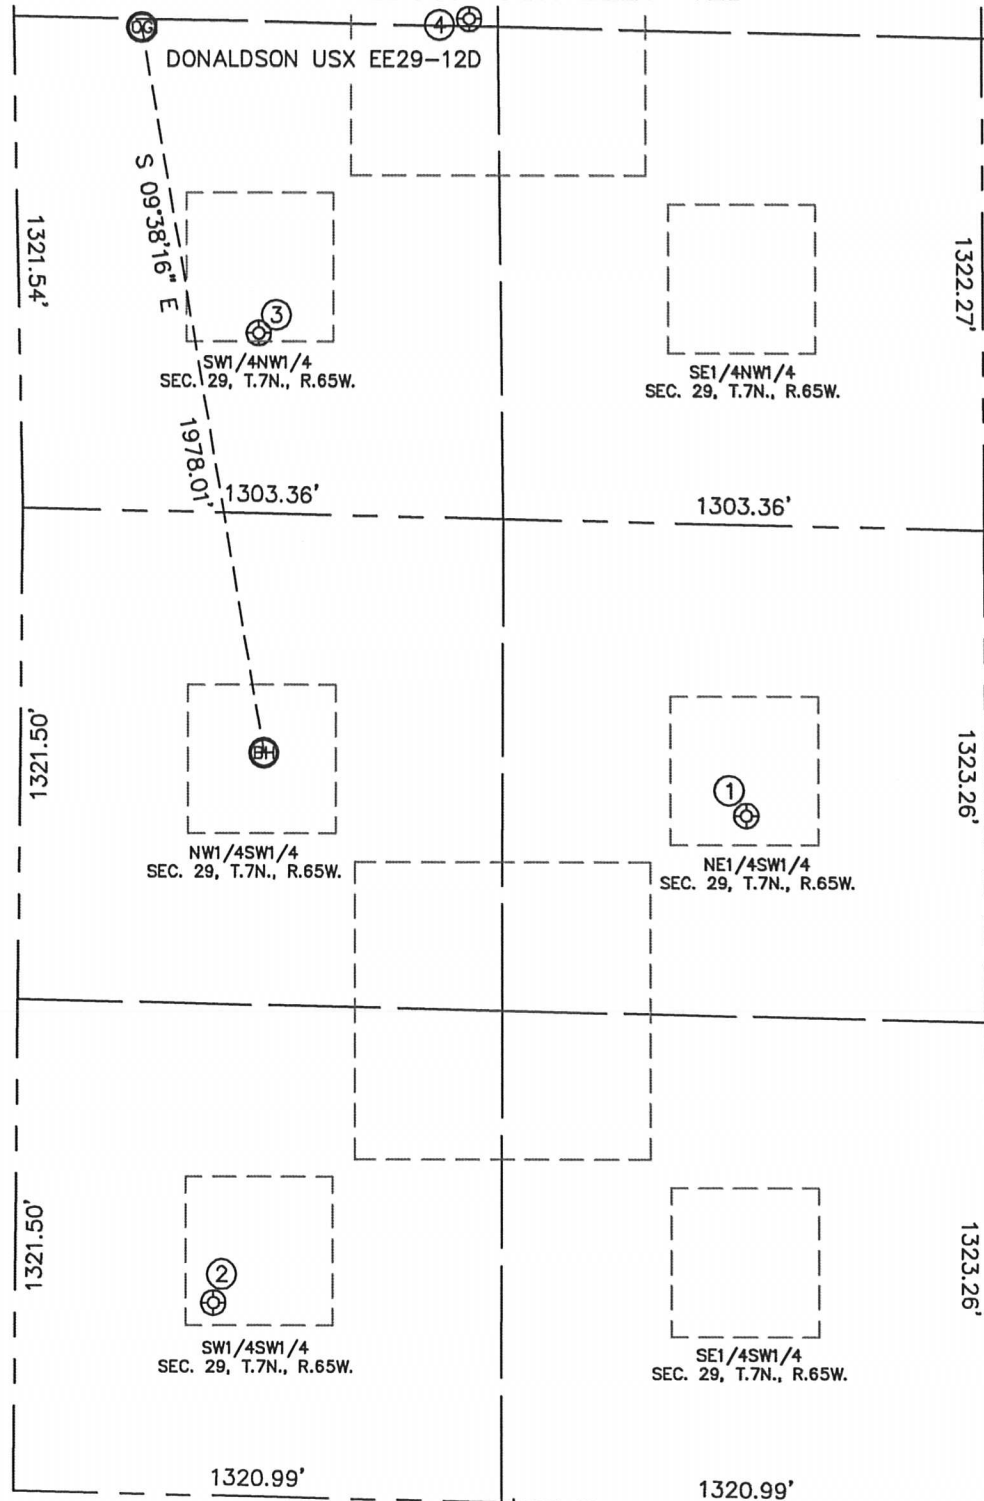 OG
4
DONALDSON USX EE29-12D
S 09°38'16" E
1321.54'
1322.27'
3
SW1/4NW1/4
SEC. 29, T.7N., R.65W.
SE1/4NW1/4
SEC. 29, T.7N., R.65W.
1978.01'
1303.36'
1303.36'
1321.50'
BH
1
1323.26'
NW1/4SW1/4
SEC. 29, T.7N., R.65W.
NE1/4SW1/4
SEC. 29, T.7N., R.65W.
1321.50'
1323.26'
2
SW1/4SW1/4
SEC. 29, T.7N., R.65W.
SE1/4SW1/4
SEC. 29, T.7N., R.65W.
1320.99'
1320.99'